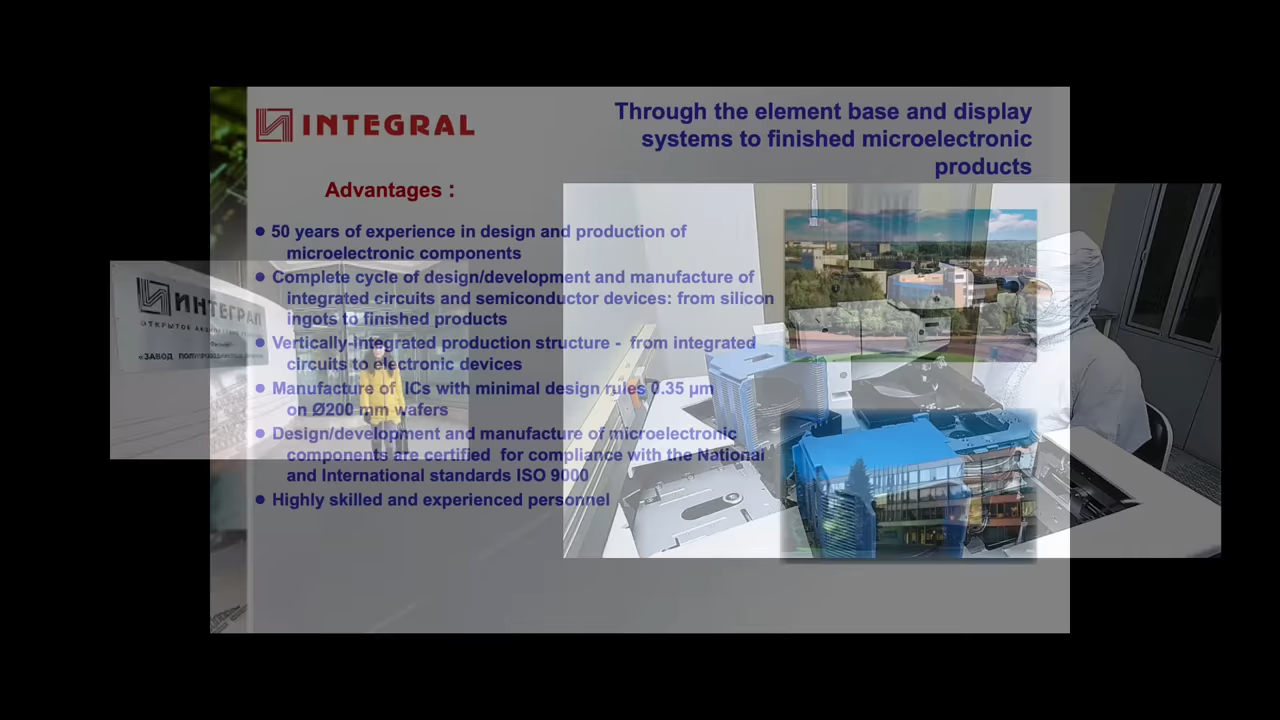 INTEGRAL
Through the element base and display
systems to finished microelectronic
products
Advantages :
● 50 years of experience in design and production of
microelectronic components
● Complete cycle of design/development and manufacture of
integrated circuits and semiconductor devices: from silicon
ingots to finished products
● Vertically-integrated production structure - from integrated
circuits to electronic devices
● Manufacture of ICs with minimal design rules 0.35 µm
on Ø200 mm wafers
● Design/development and manufacture of microelectronic
components are certified for compliance with the National
and International standards ISO 9000
● Highly skilled and experienced personnel
ИНТЕГРАЛ
ОТКРЫТОЕ
«ЗАВОД